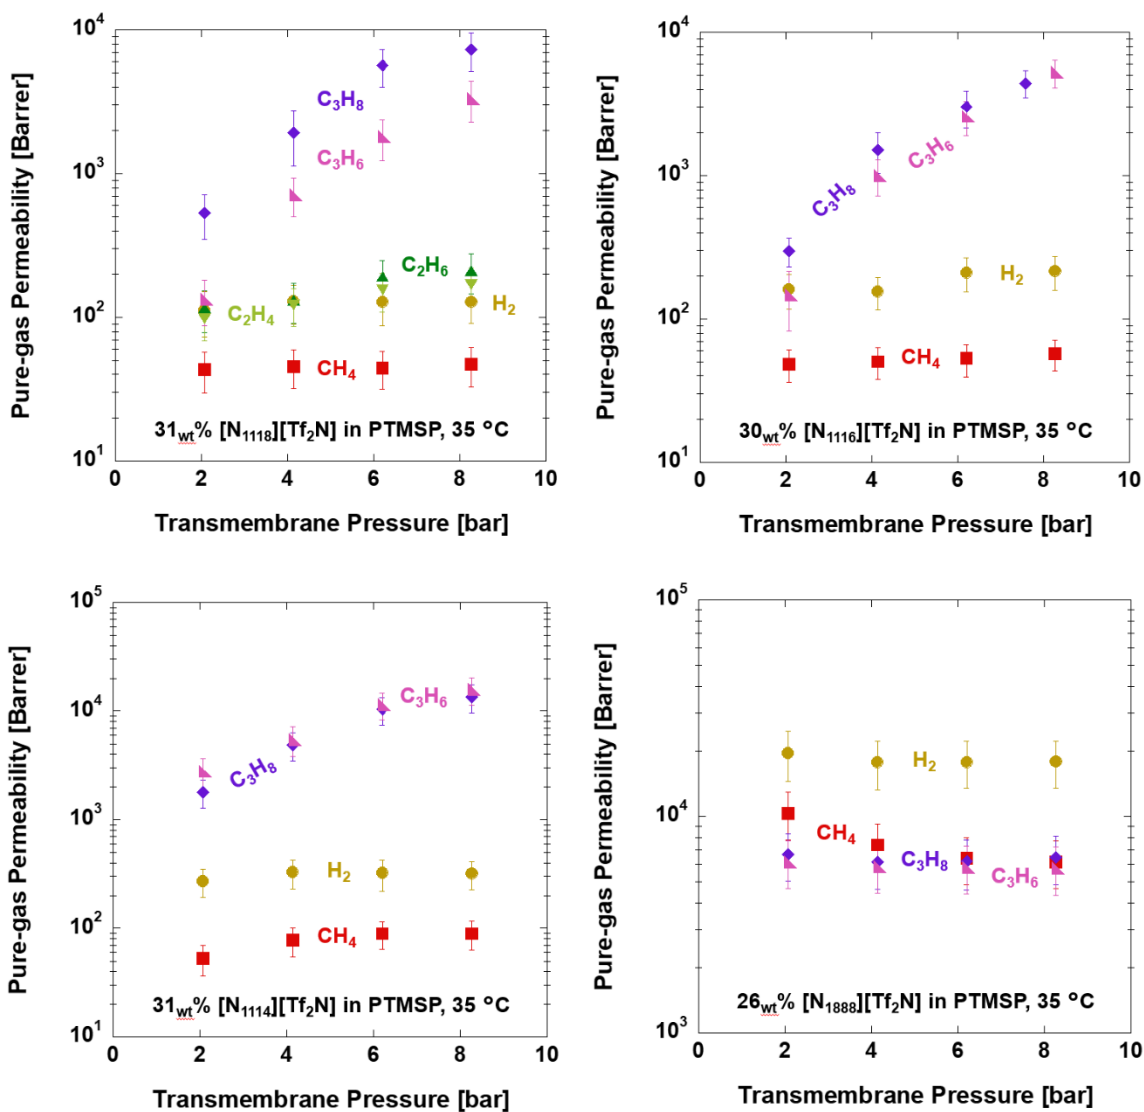 Pure-gas Permeability [Barrer]
10⁴
10³
10²
10¹
C₃H₈
C₃H₆
C₂H₆
C₂H₄
H₂
CH₄
31wt% [N₁₁₁₈][Tf₂N] in PTMSP, 35 °C
0 2 4 6 8 10
Transmembrane Pressure [bar]
Pure-gas Permeability [Barrer]
10⁴
10³
10²
10¹
C₃H₈
C₃H₆
H₂
CH₄
30wt% [N₁₁₁₆][Tf₂N] in PTMSP, 35 °C
0 2 4 6 8 10
Transmembrane Pressure [bar]
Pure-gas Permeability [Barrer]
10⁵
10⁴
10³
10²
10¹
C₃H₆
C₃H₈
H₂
CH₄
31wt% [N₁₁₁₄][Tf₂N] in PTMSP, 35 °C
0 2 4 6 8 10
Transmembrane Pressure [bar]
Pure-gas Permeability [Barrer]
10⁵
10⁴
10³
H₂
CH₄
C₃H₈
C₃H₆
26wt% [N₁₈₈₈][Tf₂N] in PTMSP, 35 °C
0 2 4 6 8 10
Transmembrane Pressure [bar]